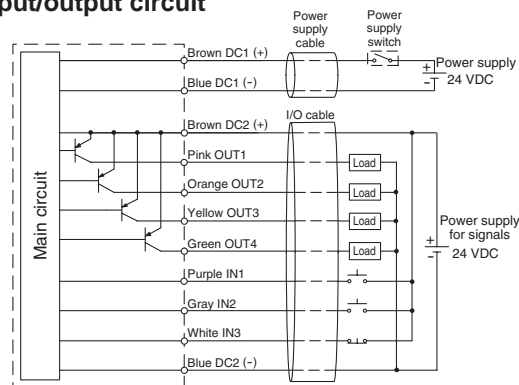 put/output circuit
Power
supply
cable
Power
supply
switch
Brown DC1 (+)
Power supply
+
-
24 VDC
Blue DC1 (-)
I/O cable
Brown DC2 (+)
Pink OUT1
Load
Orange OUT2
Load
Yellow OUT3
Load
Green OUT4
Load
Main circuit
Power supply
for signals
+
-
24 VDC
Purple IN1
Gray IN2
White IN3
Blue DC2 (-)